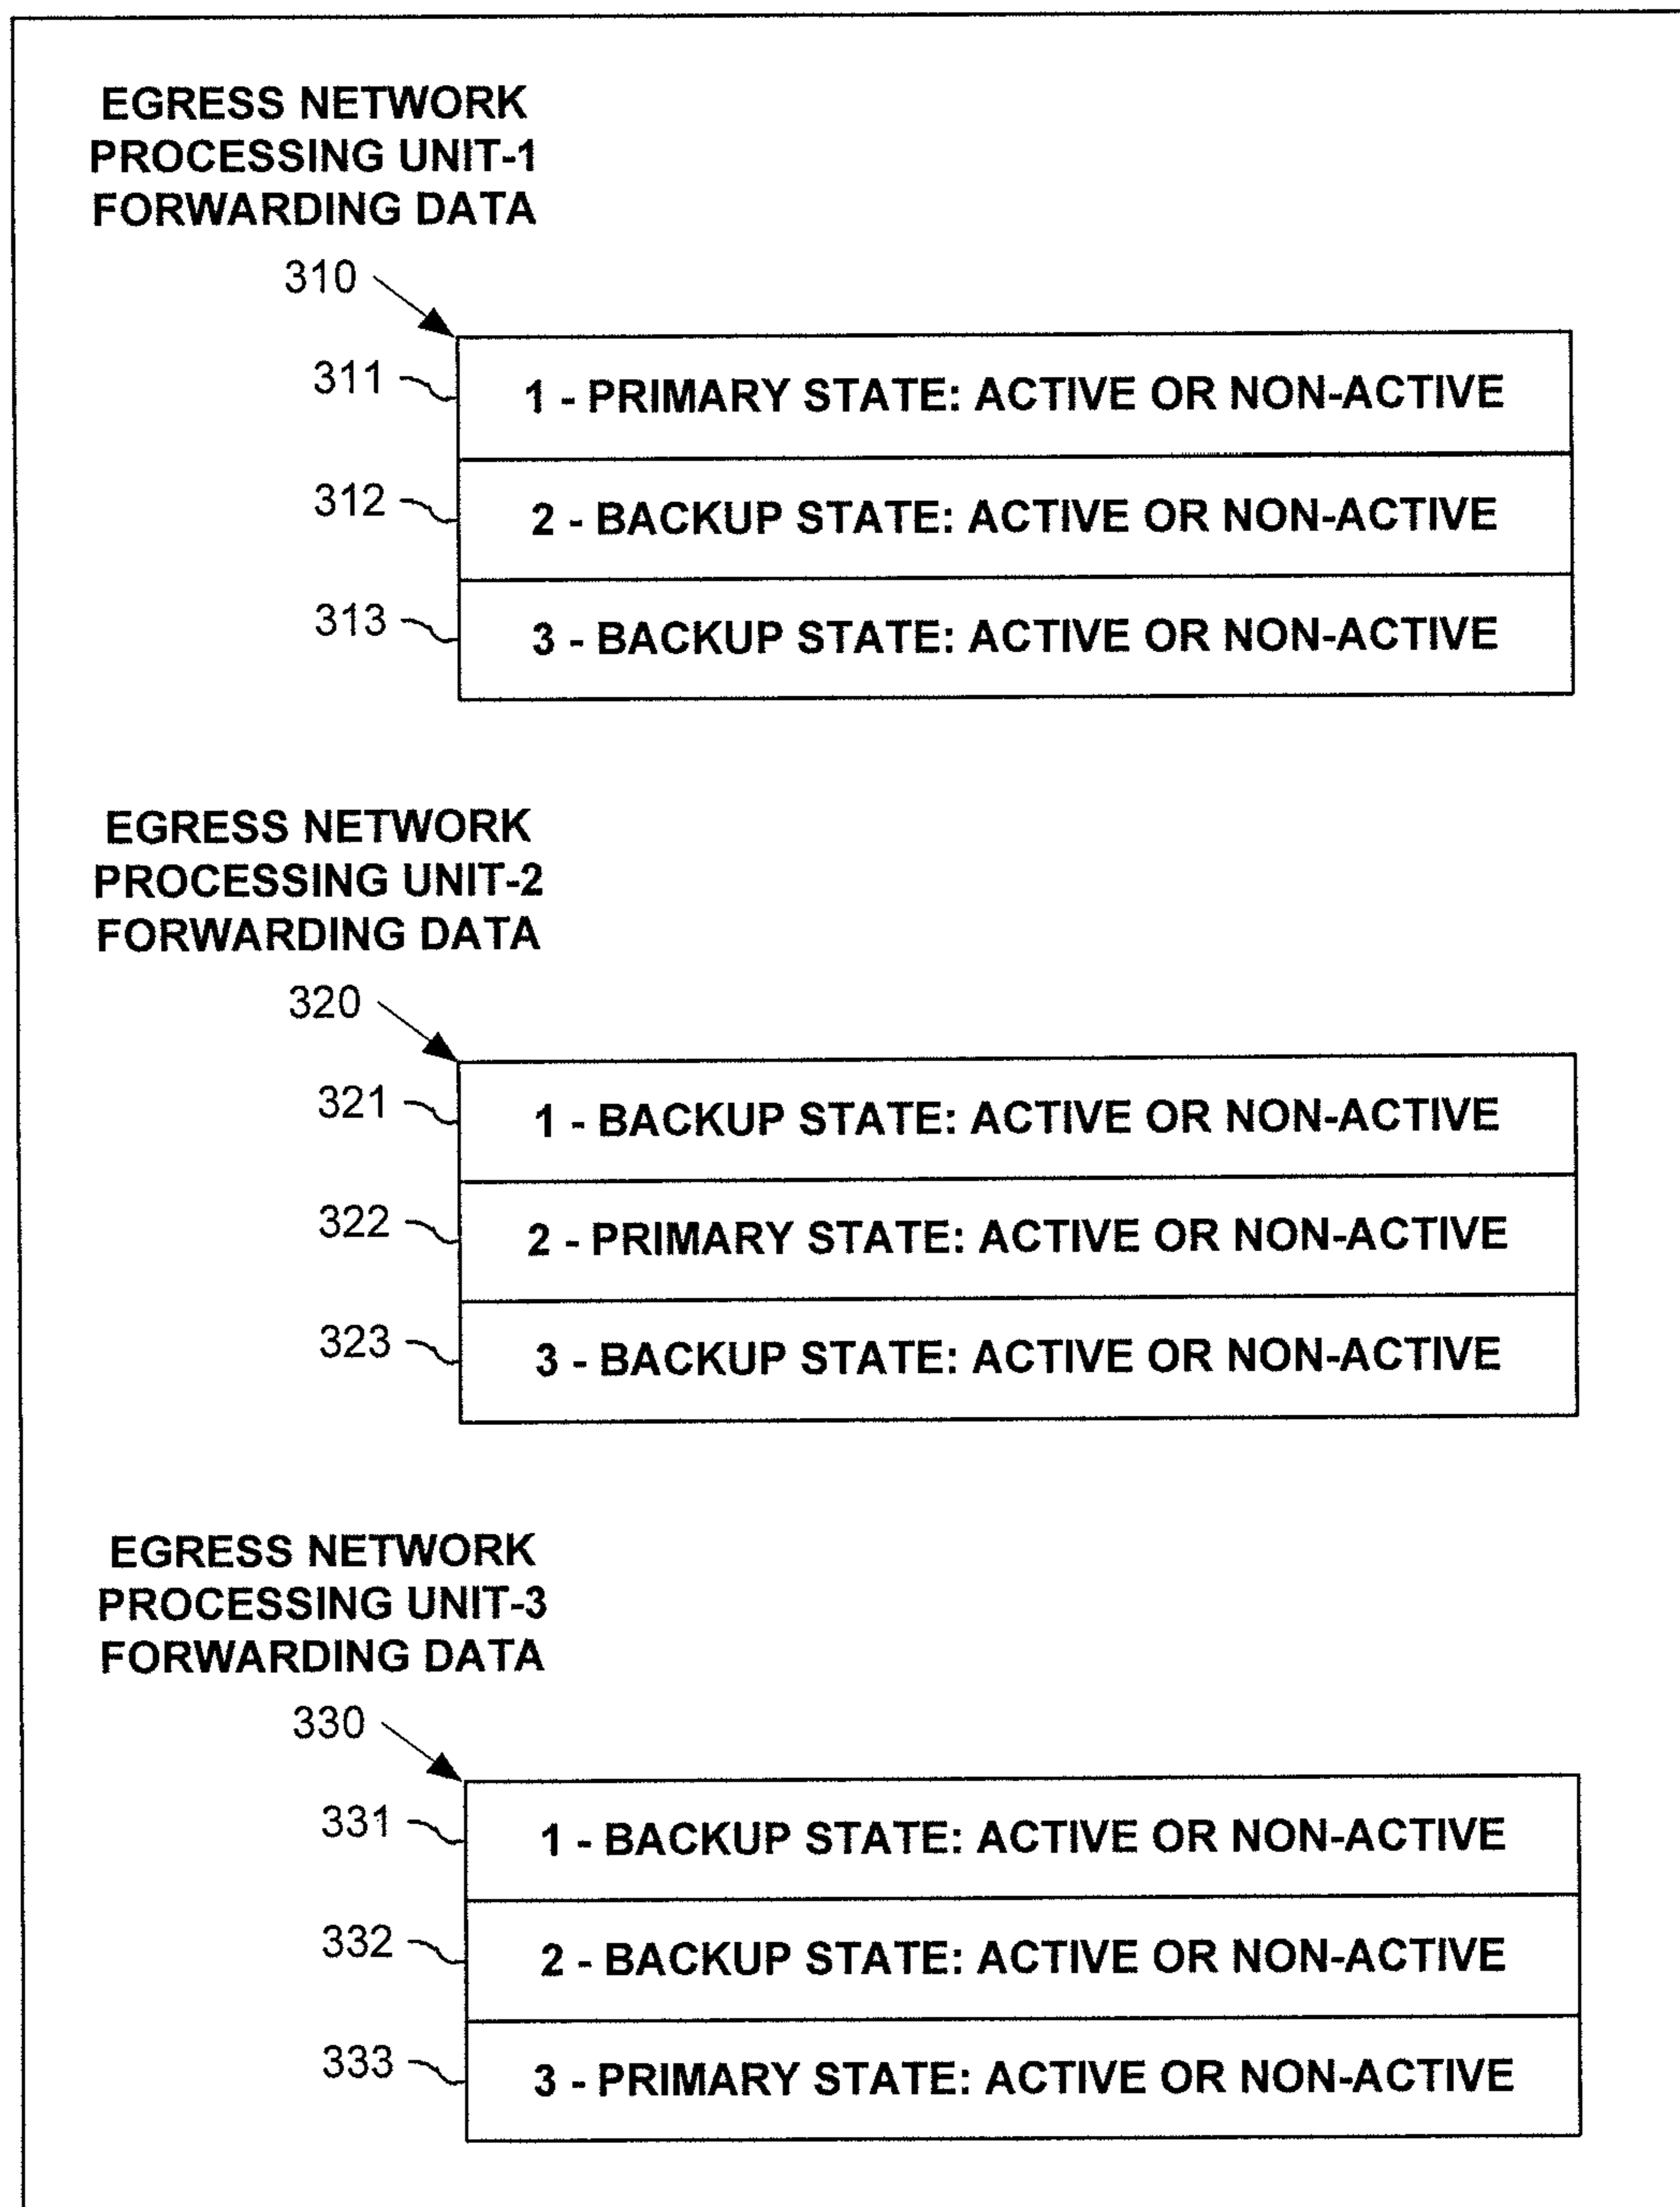 EGRESS NETWORK
PROCESSING UNIT-1
FORWARDING DATA
310
311
1 - PRIMARY STATE: ACTIVE OR NON-ACTIVE
312
2 - BACKUP STATE: ACTIVE OR NON-ACTIVE
313
3 - BACKUP STATE: ACTIVE OR NON-ACTIVE
EGRESS NETWORK
PROCESSING UNIT-2
FORWARDING DATA
320
321
1 - BACKUP STATE: ACTIVE OR NON-ACTIVE
322
2 - PRIMARY STATE: ACTIVE OR NON-ACTIVE
323
3 - BACKUP STATE: ACTIVE OR NON-ACTIVE
EGRESS NETWORK
PROCESSING UNIT-3
FORWARDING DATA
330
331
1 - BACKUP STATE: ACTIVE OR NON-ACTIVE
332
2 - BACKUP STATE: ACTIVE OR NON-ACTIVE
333
3 - PRIMARY STATE: ACTIVE OR NON-ACTIVE